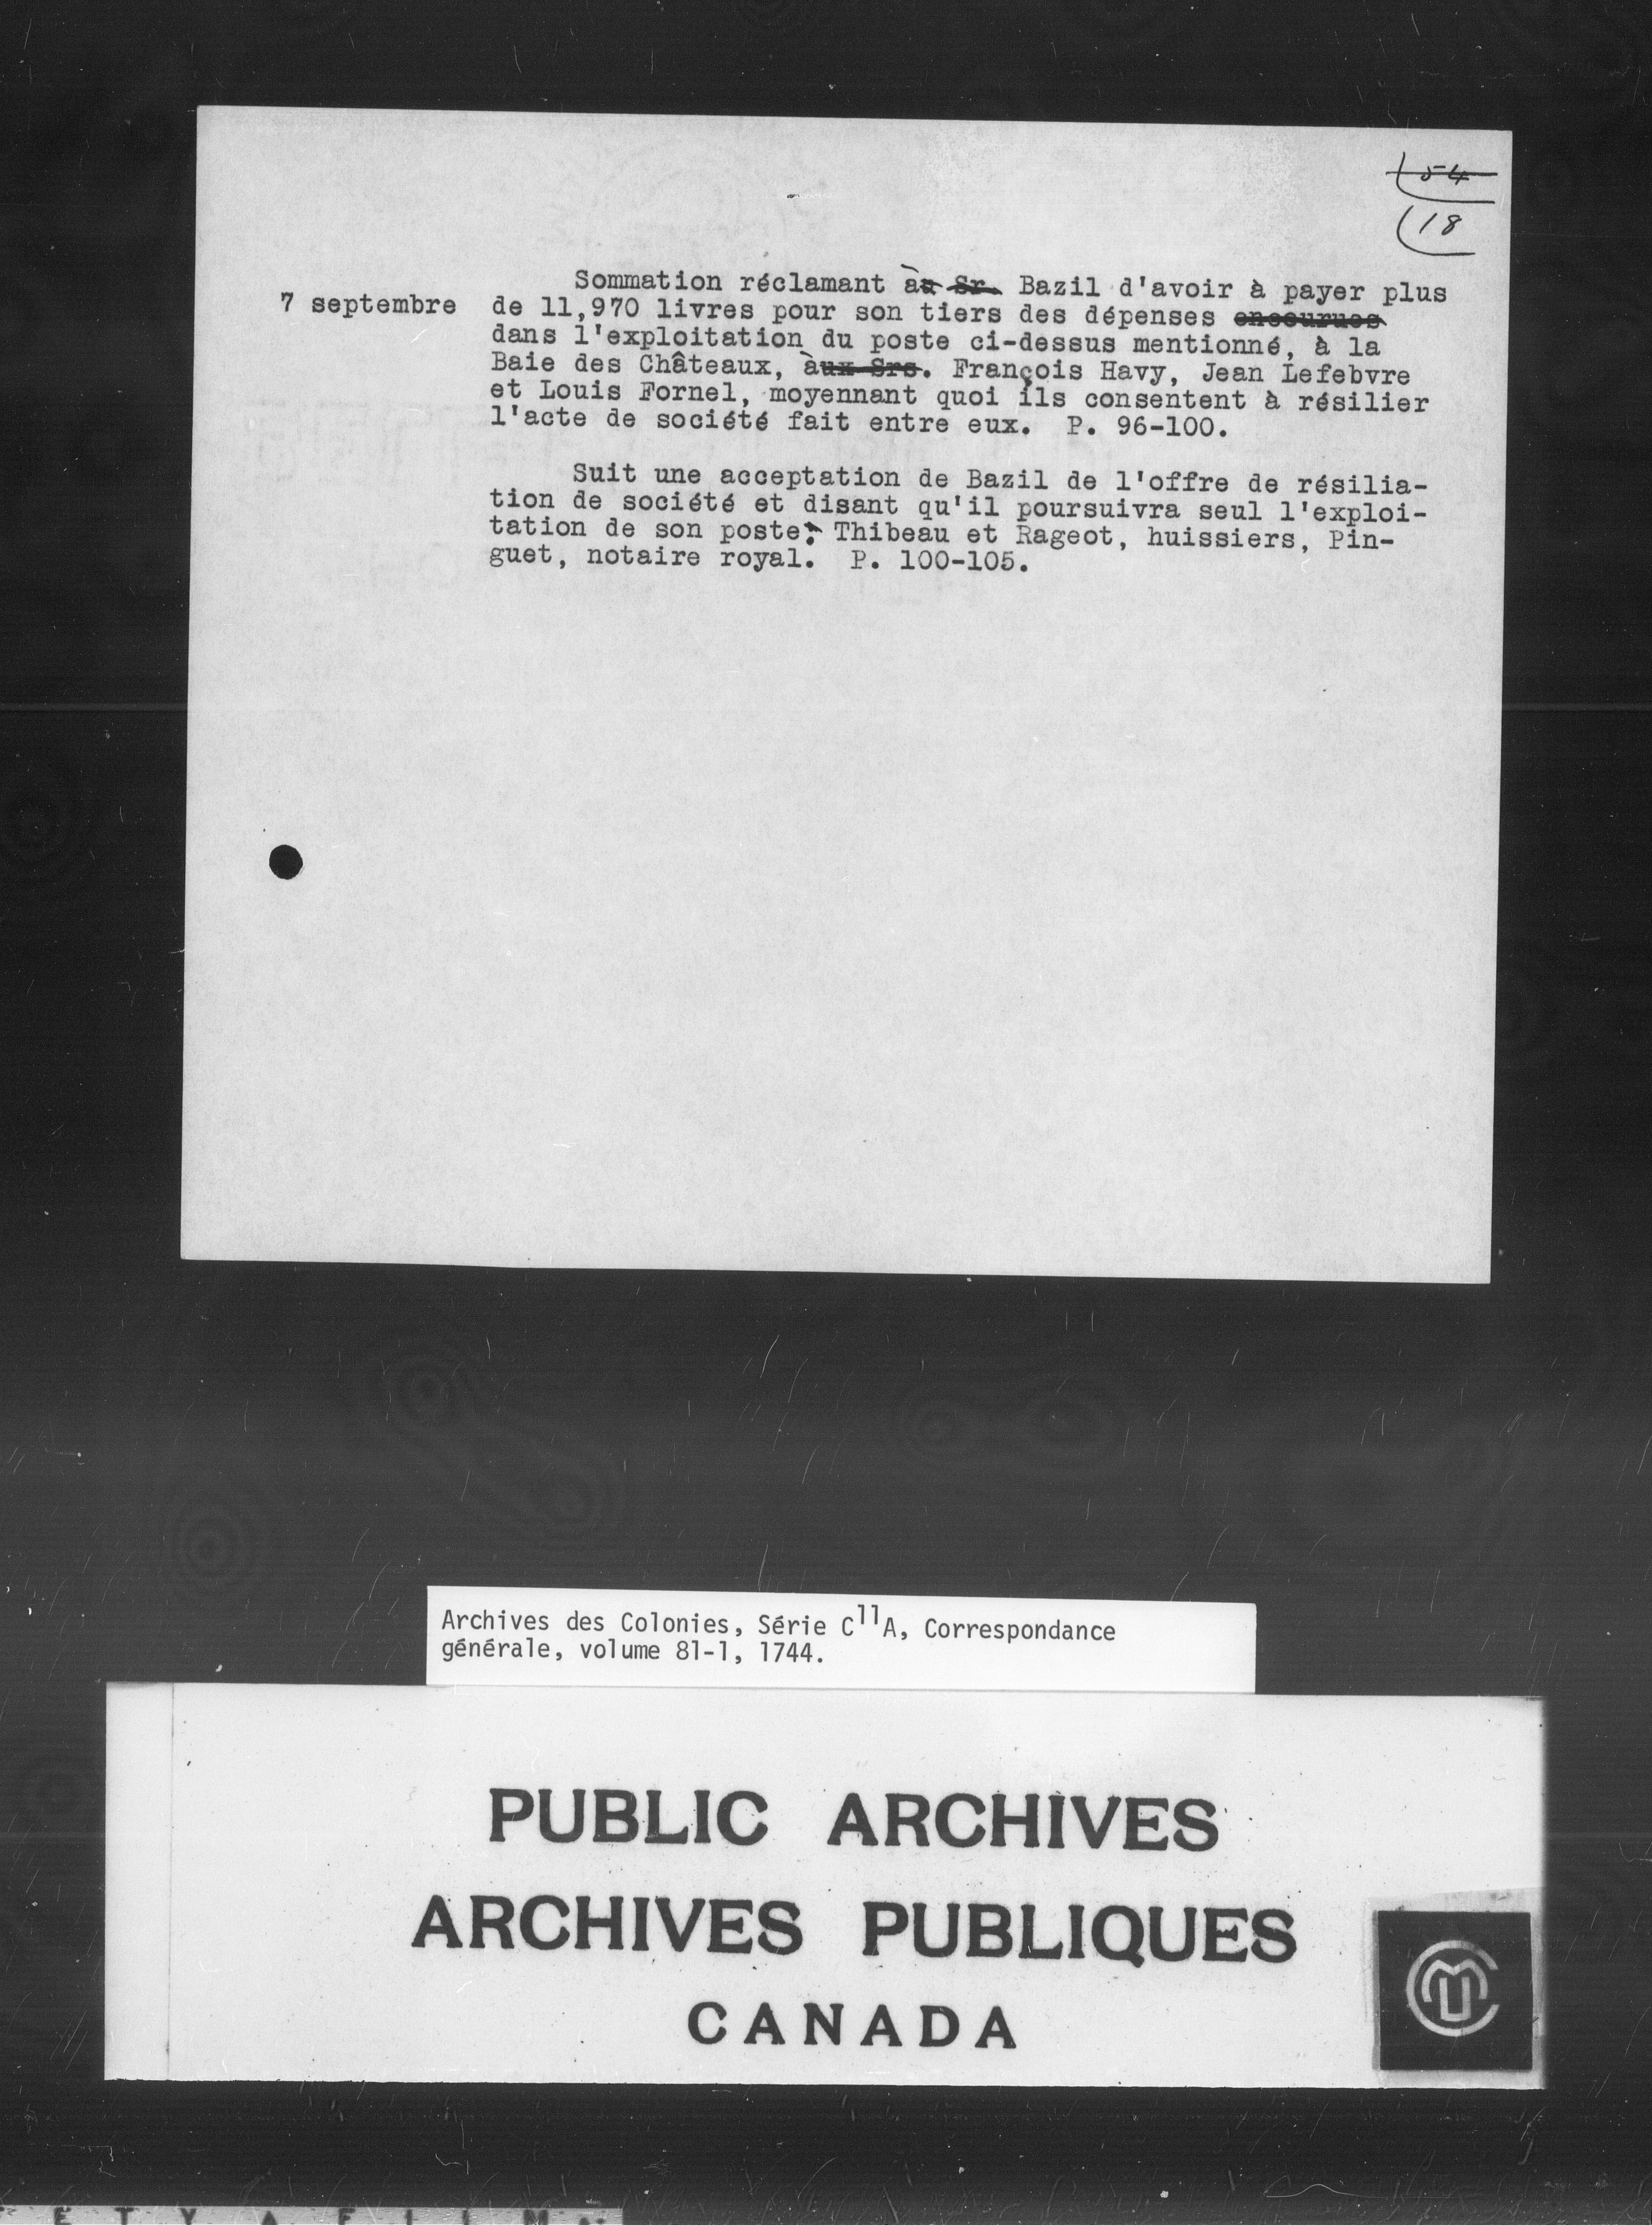 54
18
Sommation réclamant à̶u̶ S̶r̶.̶ Bazil d'avoir à payer plus
7 septembre de 11,970 livres pour son tiers des dépenses e̶n̶c̶o̶u̶r̶u̶e̶s̶
dans l'exploitation du poste ci-dessus mentionné, à la
Baie des Châteaux, àu̶x̶ S̶r̶s̶. François Havy, Jean Lefebvre
et Louis Fornel, moyennant quoi ils consentent à résilier
l'acte de société fait entre eux. P. 96-100.
Suit une acceptation de Bazil de l'offre de résilia-
tion de société et disant qu'il poursuivra seul l'exploi-
tation de son poste. Thibeau et Rageot, huissiers, Pin-
guet, notaire royal. P. 100-105.
Archives des Colonies, Série C11A, Correspondance
générale, volume 81-1, 1744.
PUBLIC ARCHIVES
ARCHIVES PUBLIQUES
CANADA